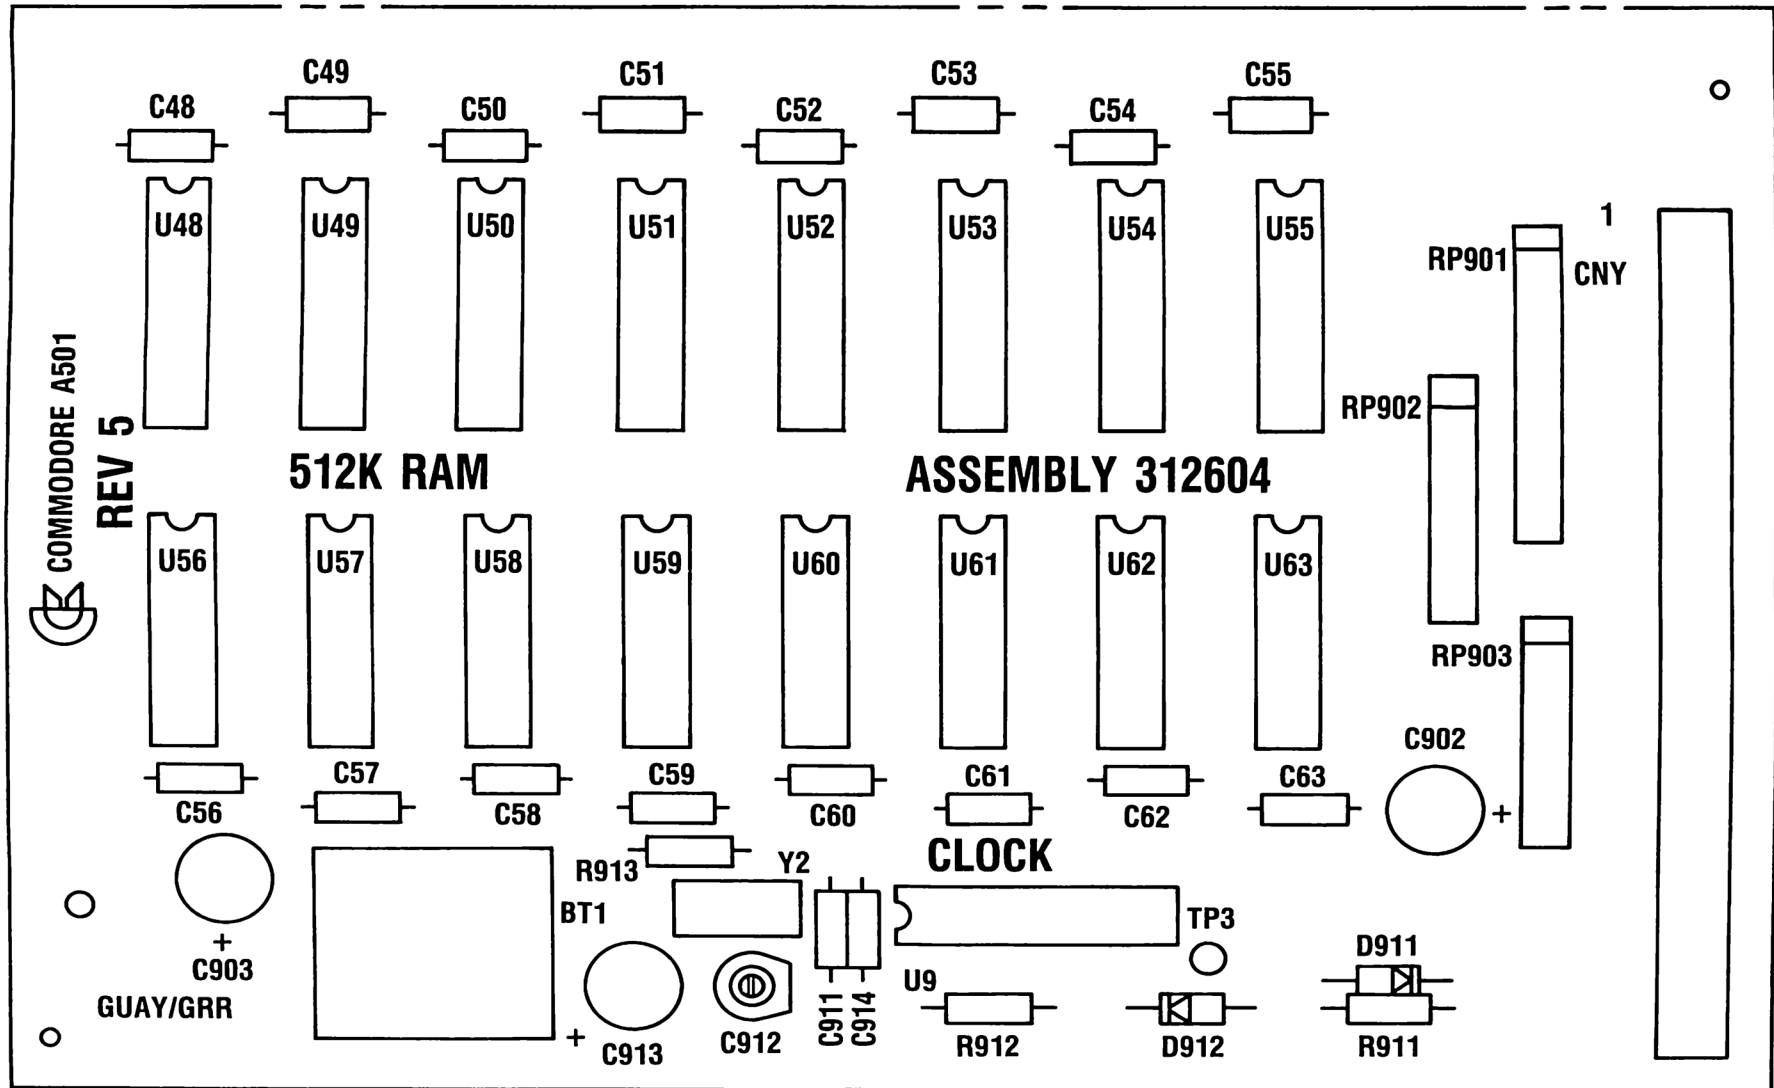 C49 C51 C53 C55
C48 C50 C52 C54
U48 U49 U50 U51 U52 U53 U54 U55
1
RP901 CNY
RP902
COMMODORE A501
REV 5
512K RAM ASSEMBLY 312604
U56 U57 U58 U59 U60 U61 U62 U63
RP903
C902
C57 C59 C61 C63
C56 C58 C60 C62
+
CLOCK
R913 Y2
BT1 TP3
+
C903
D911
U9
GUAY/GRR
C911 C914
+
C913 C912 R912 D912 R911